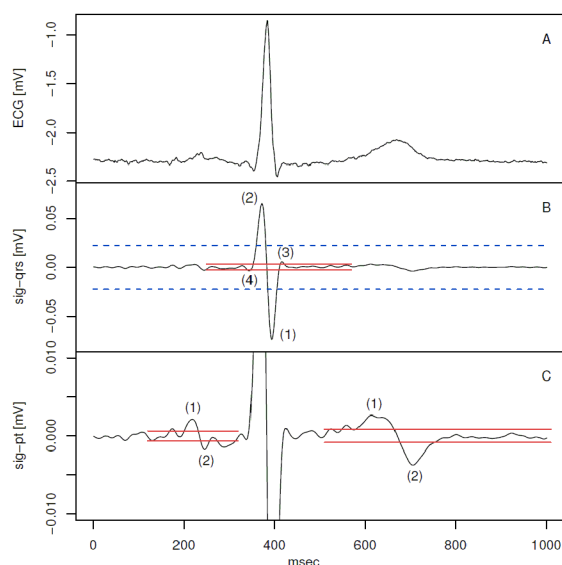 A
ECG [mV]
-1.0
-1.5
-2.0
-2.5
B
sig-qrs [mV]
0.05
0.00
-0.05
(2)
(3)
(4)
(1)
C
sig-pt [mV]
0.010
0.000
-0.010
(1)
(2)
(1)
(2)
0 200 400 600 800 1000
msec